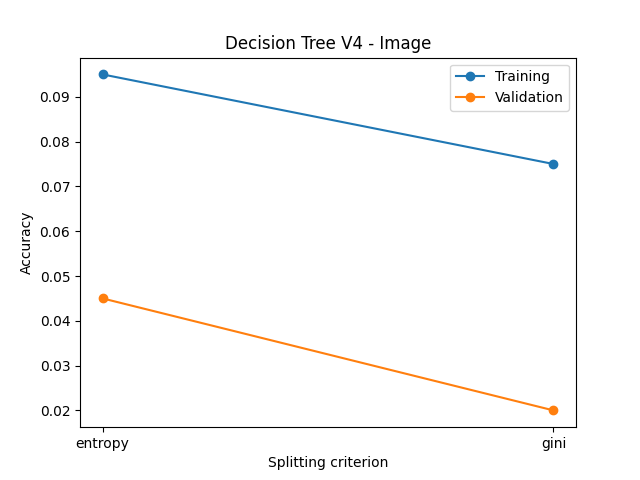 Decision Tree V4 - Image
Training
Validation
0.09
0.08
0.07
0.06
0.05
0.04
0.03
0.02
Accuracy
entropy
gini
Splitting criterion